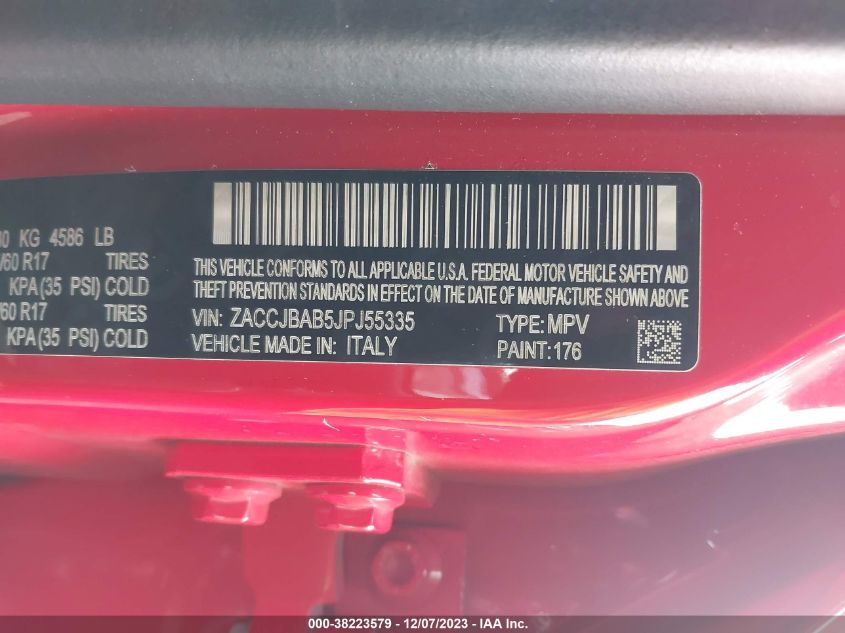 KG 4586 LB
/60 R17 TIRES
KPA(35 PSI) COLD
/60 R17 TIRES
KPA(35 PSI) COLD
THIS VEHICLE CONFORMS TO ALL APPLICABLE U.S.A. FEDERAL MOTOR VEHICLE SAFETY AND
THEFT PREVENTION STANDARDS IN EFFECT ON THE DATE OF MANUFACTURE SHOWN ABOVE
VIN: ZACCJBAB5JPJ55335 TYPE: MPV
VEHICLE MADE IN: ITALY PAINT:176
000-38223579 - 12/07/2023 - IAA Inc.